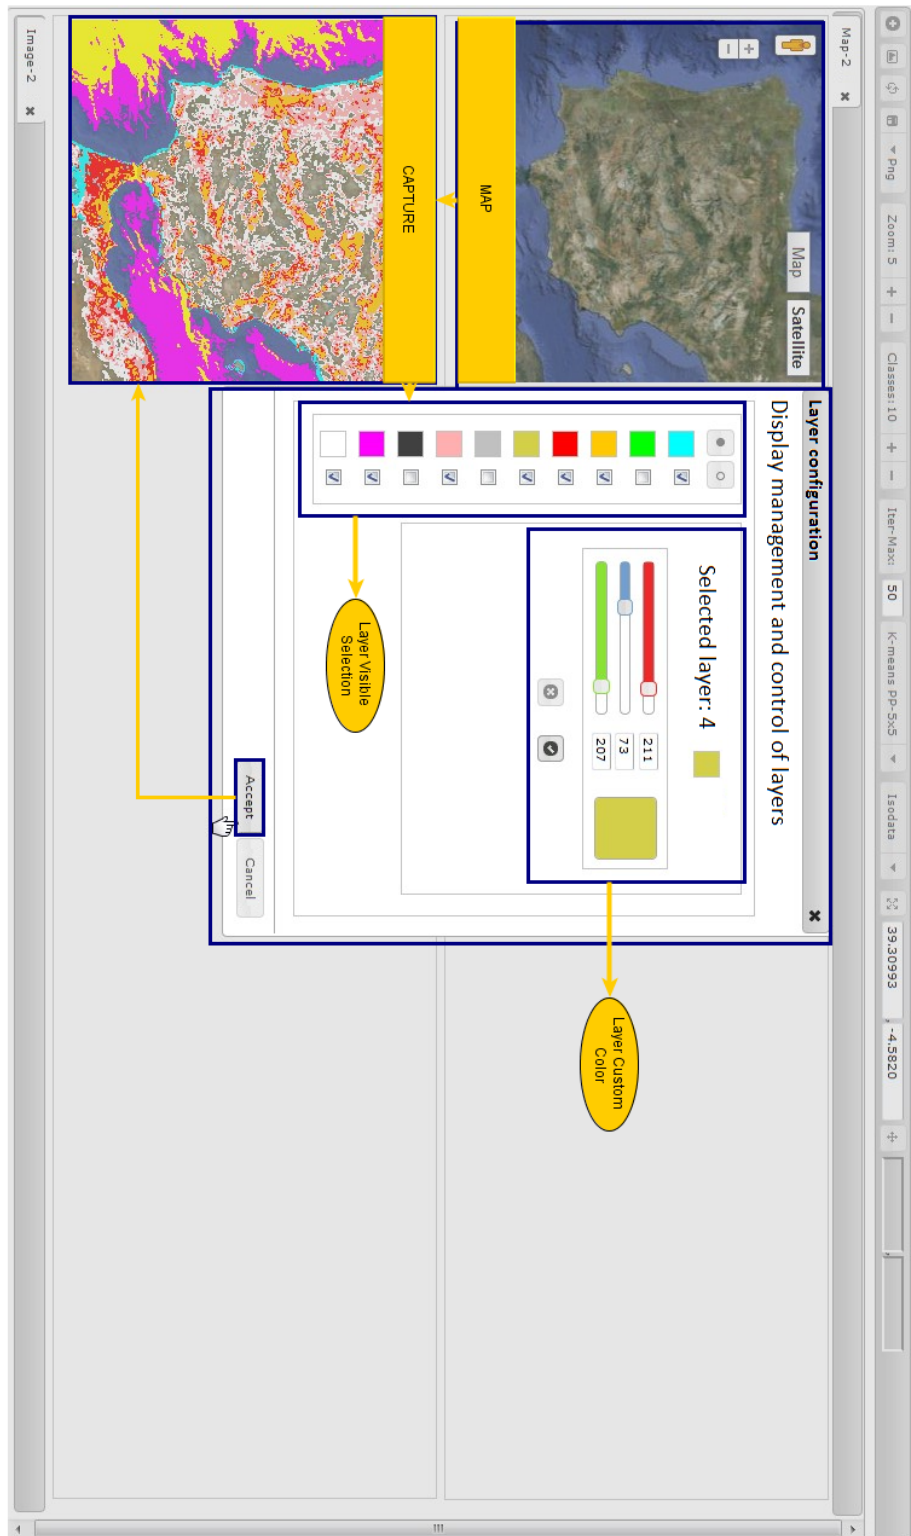 Png
Zoom: 5
Classes: 10
Iter-Max:
50
K-means PP-5x5
Isodata
39.30993
,
-4.5820
,
Map-2
Map
Satellite
MAP
CAPTURE
Layer configuration
Display management and control of layers
Selected layer: 4
211
73
207
Layer Custom
Color
Layer Visible
Selection
Accept
Cancel
Image-2